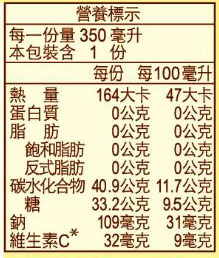 營養標示
每一份量 350 毫升
本包裝含 1 份
每份 每100毫升
熱量 164大卡 47大卡
蛋白質 0公克 0公克
脂肪 0公克 0公克
飽和脂肪 0公克 0公克
反式脂肪 0公克 0公克
碳水化合物 40.9公克 11.7公克
糖 33.2公克 9.5公克
鈉 109毫克 31毫克
維生素C* 32毫克 9毫克